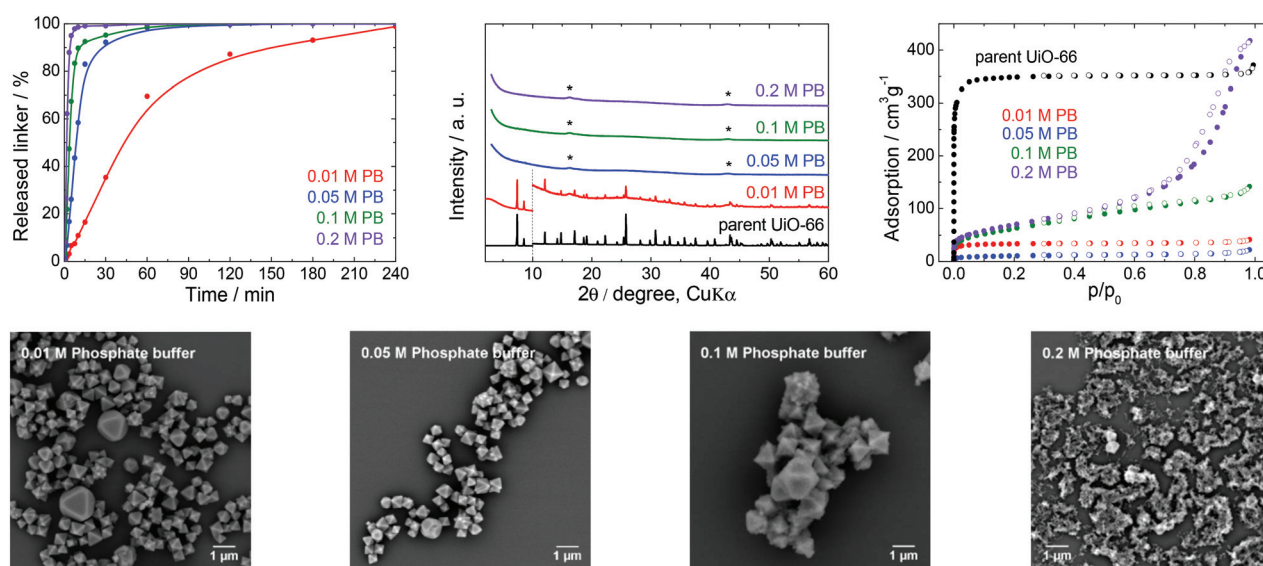 Released linker / %
100
80
60
40
20
0
0 30 60 90 120 150 180 210 240
Time / min
0.01 M PB
0.05 M PB
0.1 M PB
0.2 M PB
Intensity / a. u.
* *
0.2 M PB
* *
0.1 M PB
* *
0.05 M PB
0.01 M PB
parent UiO-66
10 20 30 40 50 60
2θ / degree, CuKα
Adsorption / cm³g⁻¹
400
350
300
250
200
150
100
50
0
parent UiO-66
0.01 M PB
0.05 M PB
0.1 M PB
0.2 M PB
0.0 0.2 0.4 0.6 0.8 1.0
p/p₀
0.01 M Phosphate buffer
1 µm
0.05 M Phosphate buffer
1 µm
0.1 M Phosphate buffer
1 µm
0.2 M Phosphate buffer
1 µm